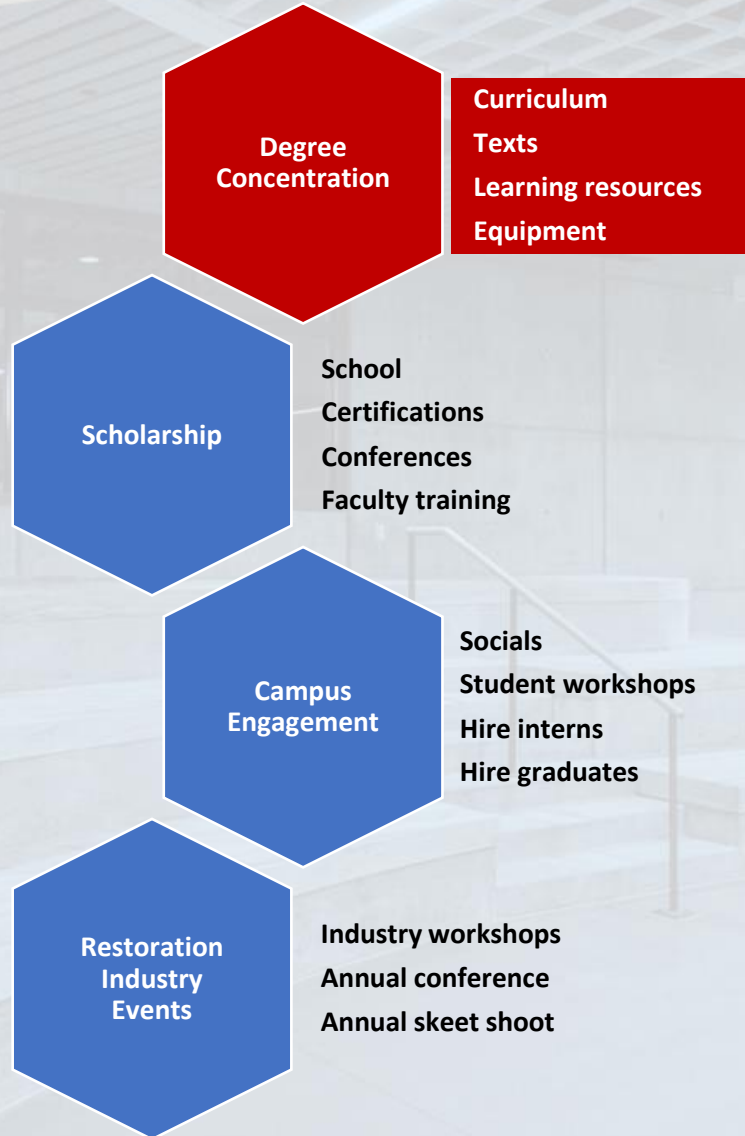 Degree
Concentration
Curriculum
Texts
Learning resources
Equipment
Scholarship
School
Certifications
Conferences
Faculty training
Campus
Engagement
Socials
Student workshops
Hire interns
Hire graduates
Restoration
Industry
Events
Industry workshops
Annual conference
Annual skeet shoot